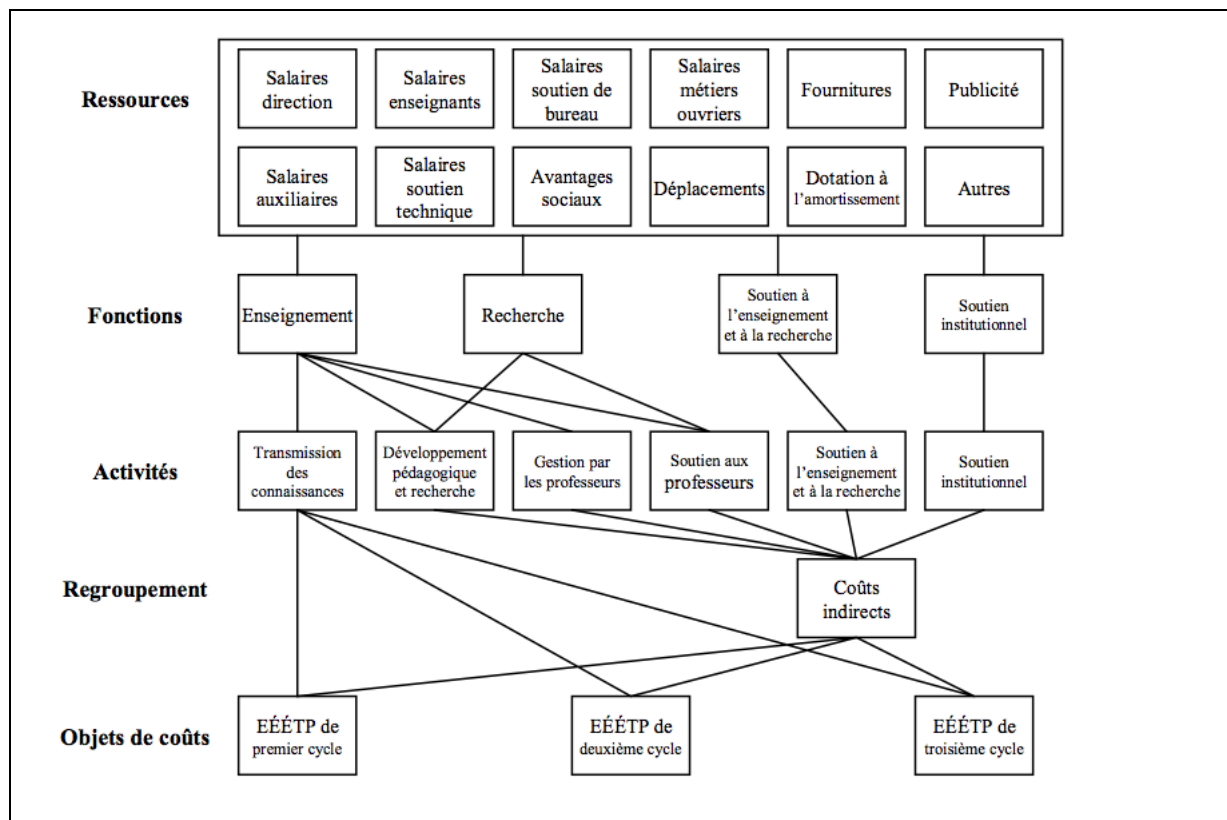 Ressources
Salaires
direction
Salaires
enseignants
Salaires
soutien de
bureau
Salaires
métiers
ouvriers
Fournitures
Publicité
Salaires
auxiliaires
Salaires
soutien
technique
Avantages
sociaux
Déplacements
Dotation à
l'amortissement
Autres
Fonctions
Enseignement
Recherche
Soutien à
l'enseignement
et à la recherche
Soutien
institutionnel
Activités
Transmission
des
connaissances
Développement
pédagogique
et recherche
Gestion par
les professeurs
Soutien aux
professeurs
Soutien à
l'enseignement
et à la recherche
Soutien
institutionnel
Regroupement
Coûts
indirects
Objets de coûts
EÉÉTP de
premier cycle
EÉÉTP de
deuxième cycle
EÉÉTP de
troisième cycle